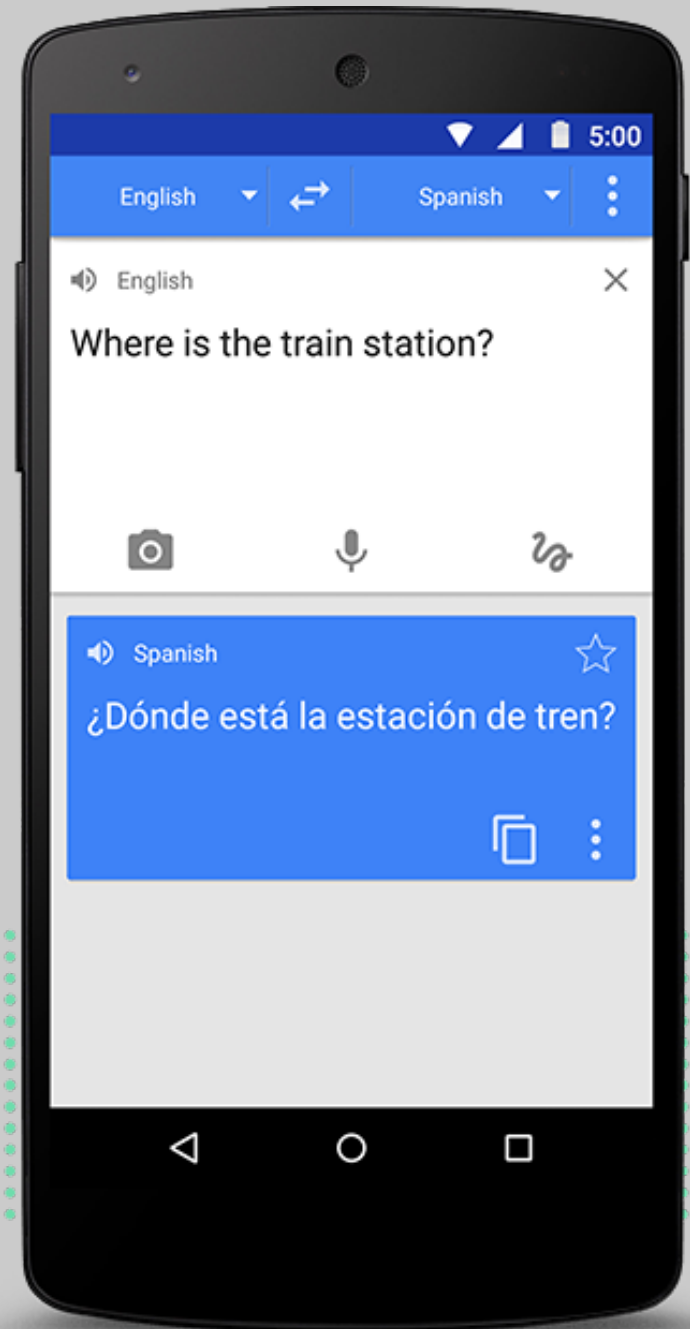 5:00
English Spanish
English
Where is the train station?
Spanish
¿Dónde está la estación de tren?